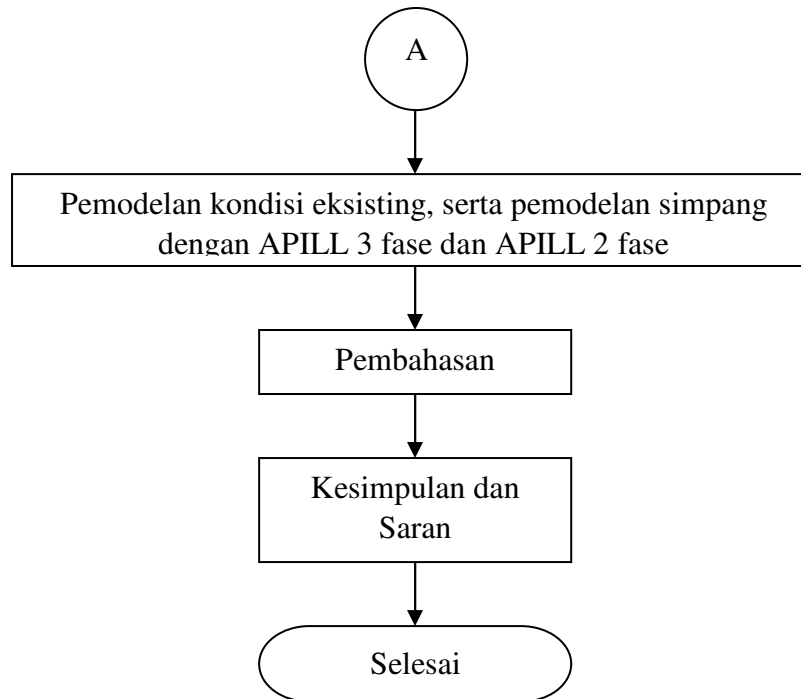 A
Pemodelan kondisi eksisting, serta pemodelan simpang
dengan APILL 3 fase dan APILL 2 fase
Pembahasan
Kesimpulan dan
Saran
Selesai